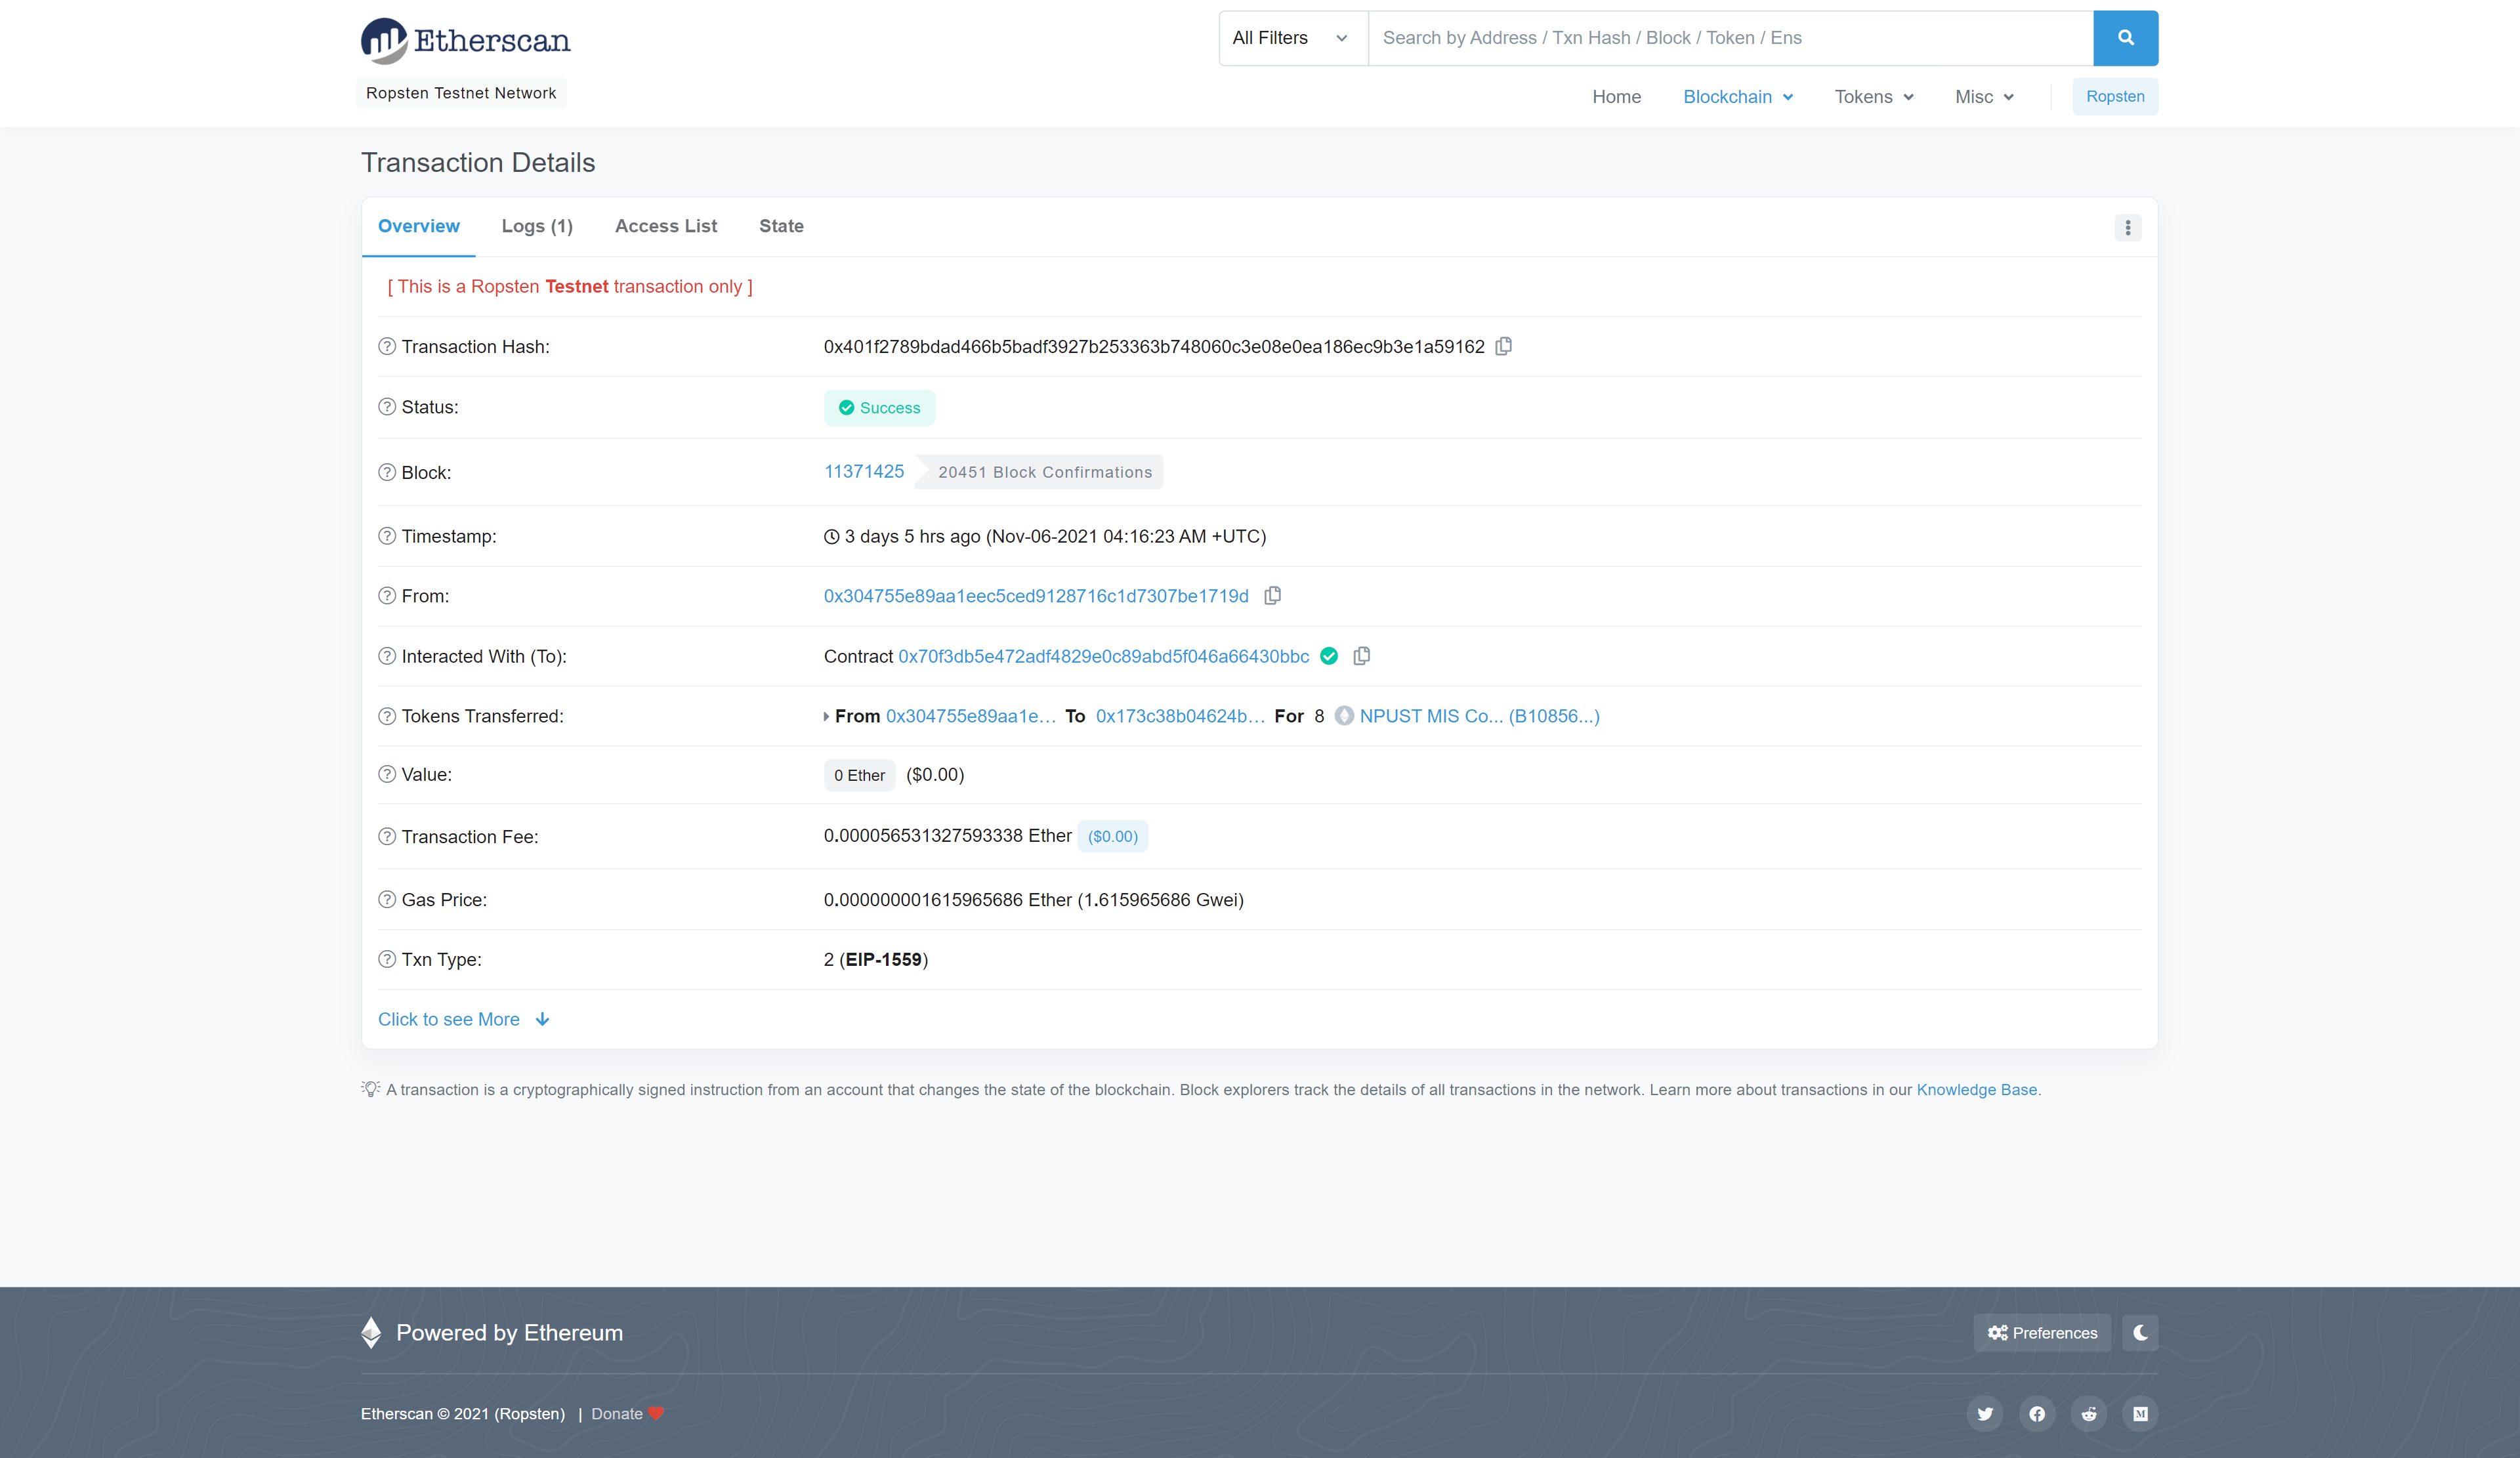 Etherscan
All Filters
Search by Address / Txn Hash / Block / Token / Ens
Ropsten Testnet Network
Home Blockchain Tokens Misc Ropsten
Transaction Details
Overview Logs (1) Access List State
[ This is a Ropsten Testnet transaction only ]
Transaction Hash: 0x401f2789bdad466b5badf3927b253363b748060c3e08e0ea186ec9b3e1a59162
Status: Success
Block: 11371425 20451 Block Confirmations
Timestamp: 3 days 5 hrs ago (Nov-06-2021 04:16:23 AM +UTC)
From: 0x304755e89aa1eec5ced9128716c1d7307be1719d
Interacted With (To): Contract 0x70f3db5e472adf4829e0c89abd5f046a66430bbc
Tokens Transferred: From 0x304755e89aa1e... To 0x173c38b04624b... For 8 NPUST MIS Co... (B10856...)
Value: 0 Ether ($0.00)
Transaction Fee: 0.000056531327593338 Ether ($0.00)
Gas Price: 0.000000001615965686 Ether (1.615965686 Gwei)
Txn Type: 2 (EIP-1559)
Click to see More
A transaction is a cryptographically signed instruction from an account that changes the state of the blockchain. Block explorers track the details of all transactions in the network. Learn more about transactions in our Knowledge Base.
Powered by Ethereum
Preferences
Etherscan © 2021 (Ropsten) | Donate